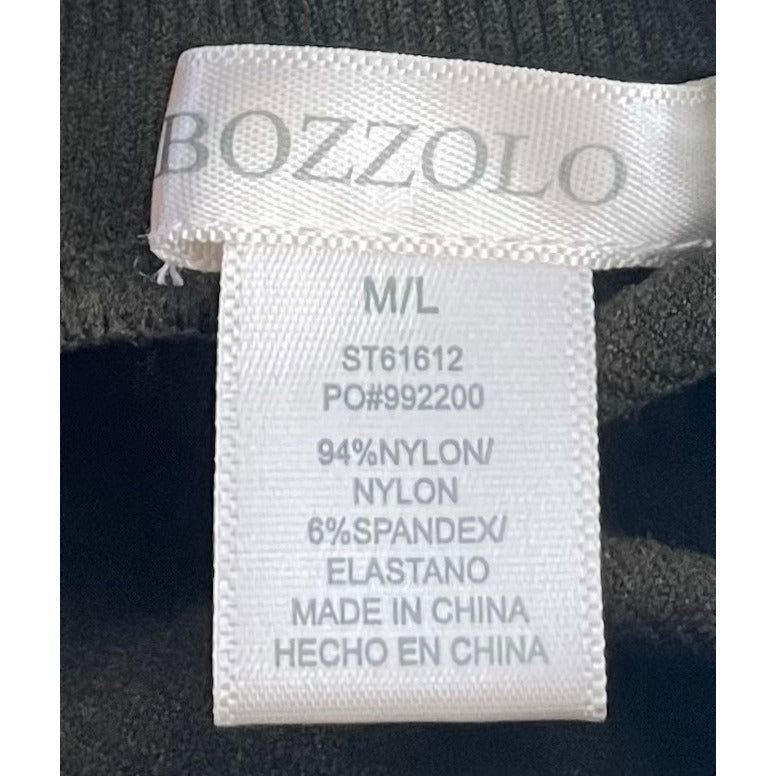 BOZZOLO
M/L
ST61612
PO#992200
94%NYLON/
NYLON
6%SPANDEX/
ELASTANO
MADE IN CHINA
HECHO EN CHINA